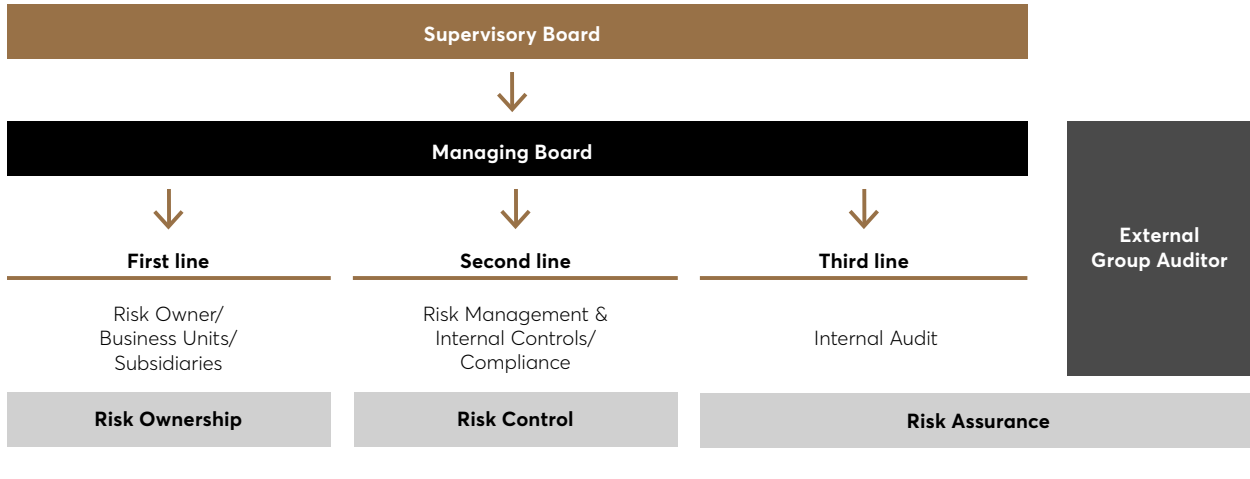 Supervisory Board
Managing Board
First line
Risk Owner/
Business Units/
Subsidiaries
Risk Ownership
Second line
Risk Management &
Internal Controls/
Compliance
Risk Control
Third line
Internal Audit
External
Group Auditor
Risk Assurance